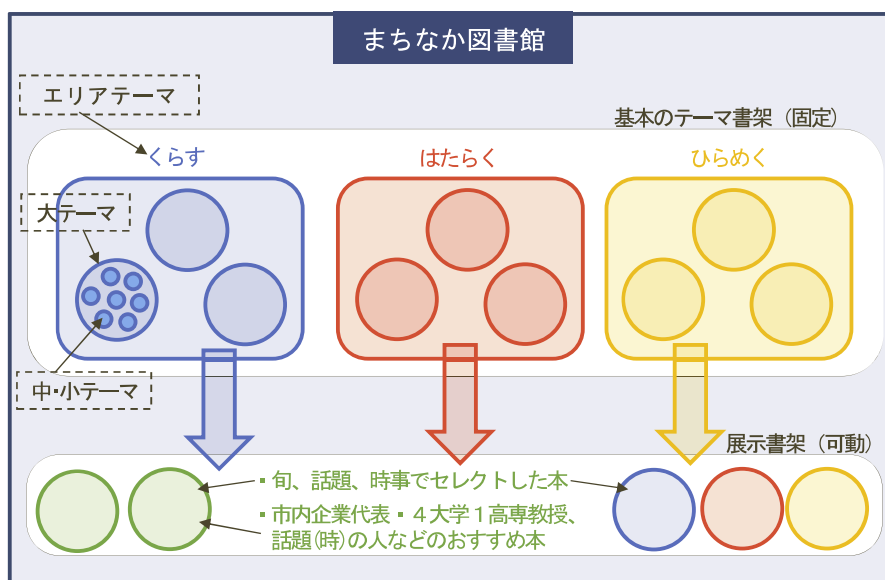 まちなか図書館
エリアテーマ
基本のテーマ書架（固定）
くらす
はたらく
ひらめく
大テーマ
中・小テーマ
展示書架（可動）
・旬、話題、時事でセレクトした本
・市内企業代表・４大学１高専教授、
話題(時)の人などのおすすめ本